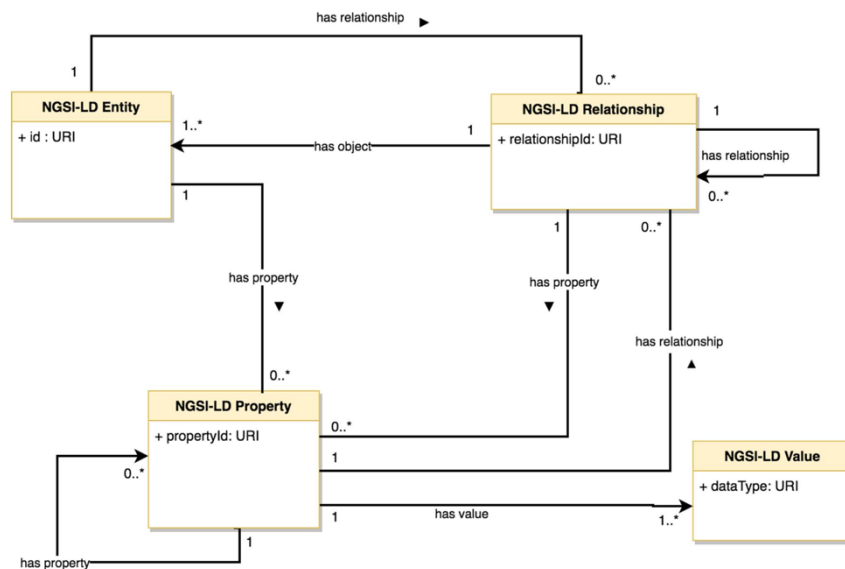 has relationship ►
1
0..*
NGSI-LD Entity
+ id : URI
1..*
has object
1
NGSI-LD Relationship
+ relationshipId: URI
1
has relationship
0..*
1
has property
▼
0..*
1
has property
▼
0..*
0..*
has relationship
▲
1
NGSI-LD Property
+ propertyId: URI
0..*
1
has property
1
has value
1..*
NGSI-LD Value
+ dataType: URI